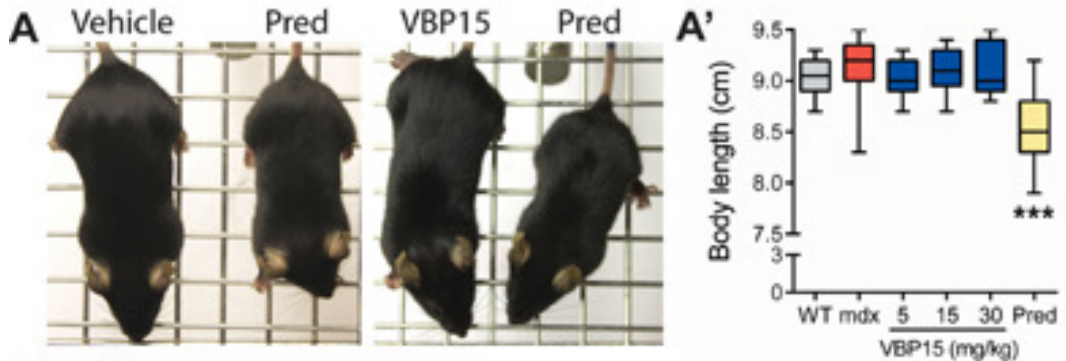 A Vehicle Pred VBP15 Pred A'
Body length (cm)
9.5
9.0
8.5
8.0
7.5
3
0
***
WT mdx 5 15 30 Pred
VBP15 (mg/kg)